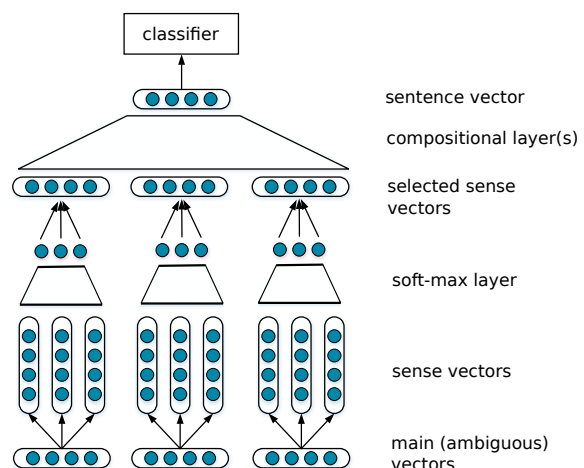 classifier
sentence vector
compositional layer(s)
selected sense
vectors
soft-max layer
sense vectors
main (ambiguous)
vectors